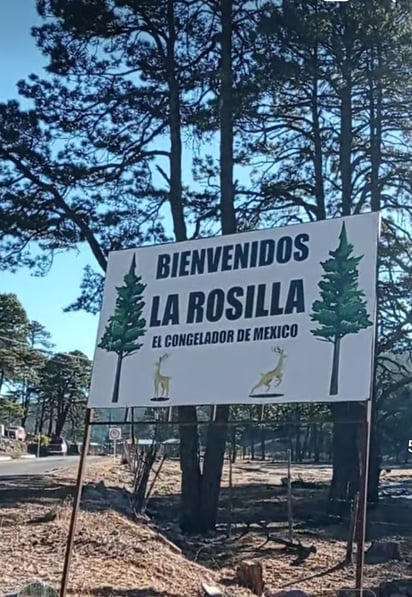 BIENVENIDOS
LA ROSILLA
EL CONGELADOR DE MEXICO